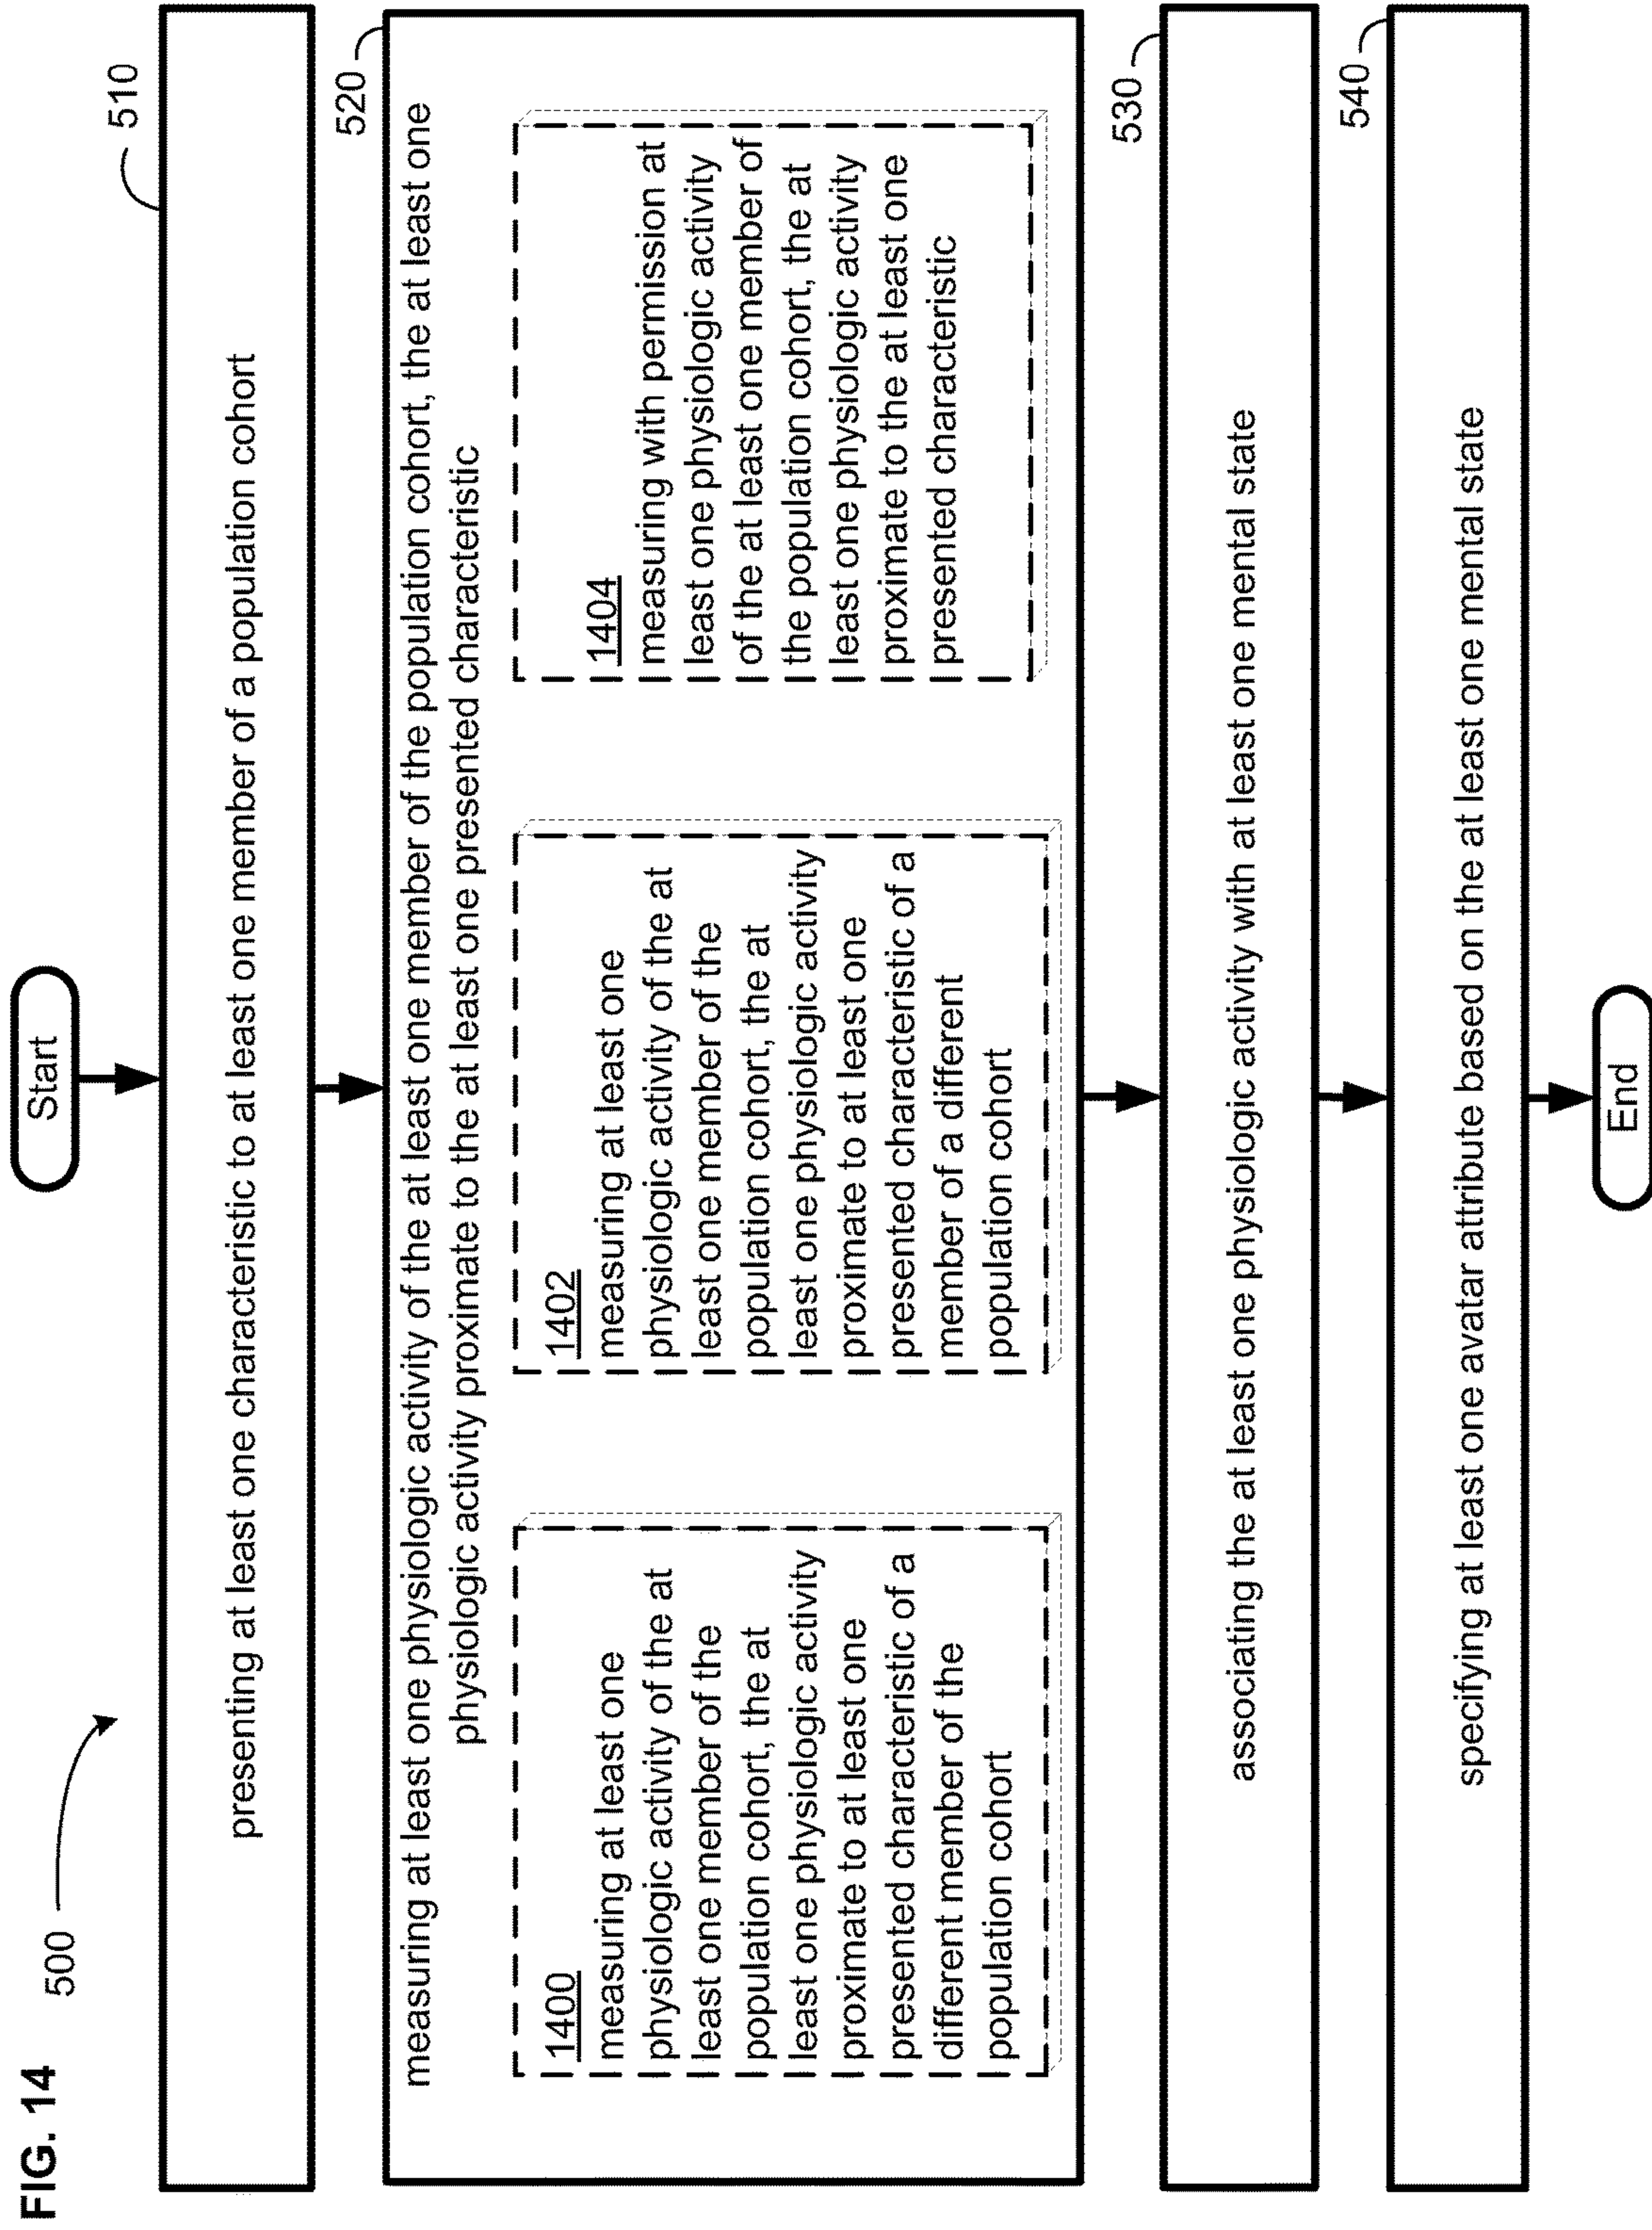 FIG. 14
500
Start
510
presenting at least one characteristic to at least one member of a population cohort
520
measuring at least one physiologic activity of the at least one member of the population cohort, the at least one
physiologic activity proximate to the at least one presented characteristic
1400
measuring at least one
physiologic activity of the at
least one member of the
population cohort, the at
least one physiologic activity
proximate to at least one
presented characteristic of a
different member of the
population cohort
1402
measuring at least one
physiologic activity of the at
least one member of the
population cohort, the at
least one physiologic activity
proximate to at least one
presented characteristic of a
member of a different
population cohort
1404
measuring with permission at
least one physiologic activity
of the at least one member of
the population cohort, the at
least one physiologic activity
proximate to the at least one
presented characteristic
530
associating the at least one physiologic activity with at least one mental state
540
specifying at least one avatar attribute based on the at least one mental state
End